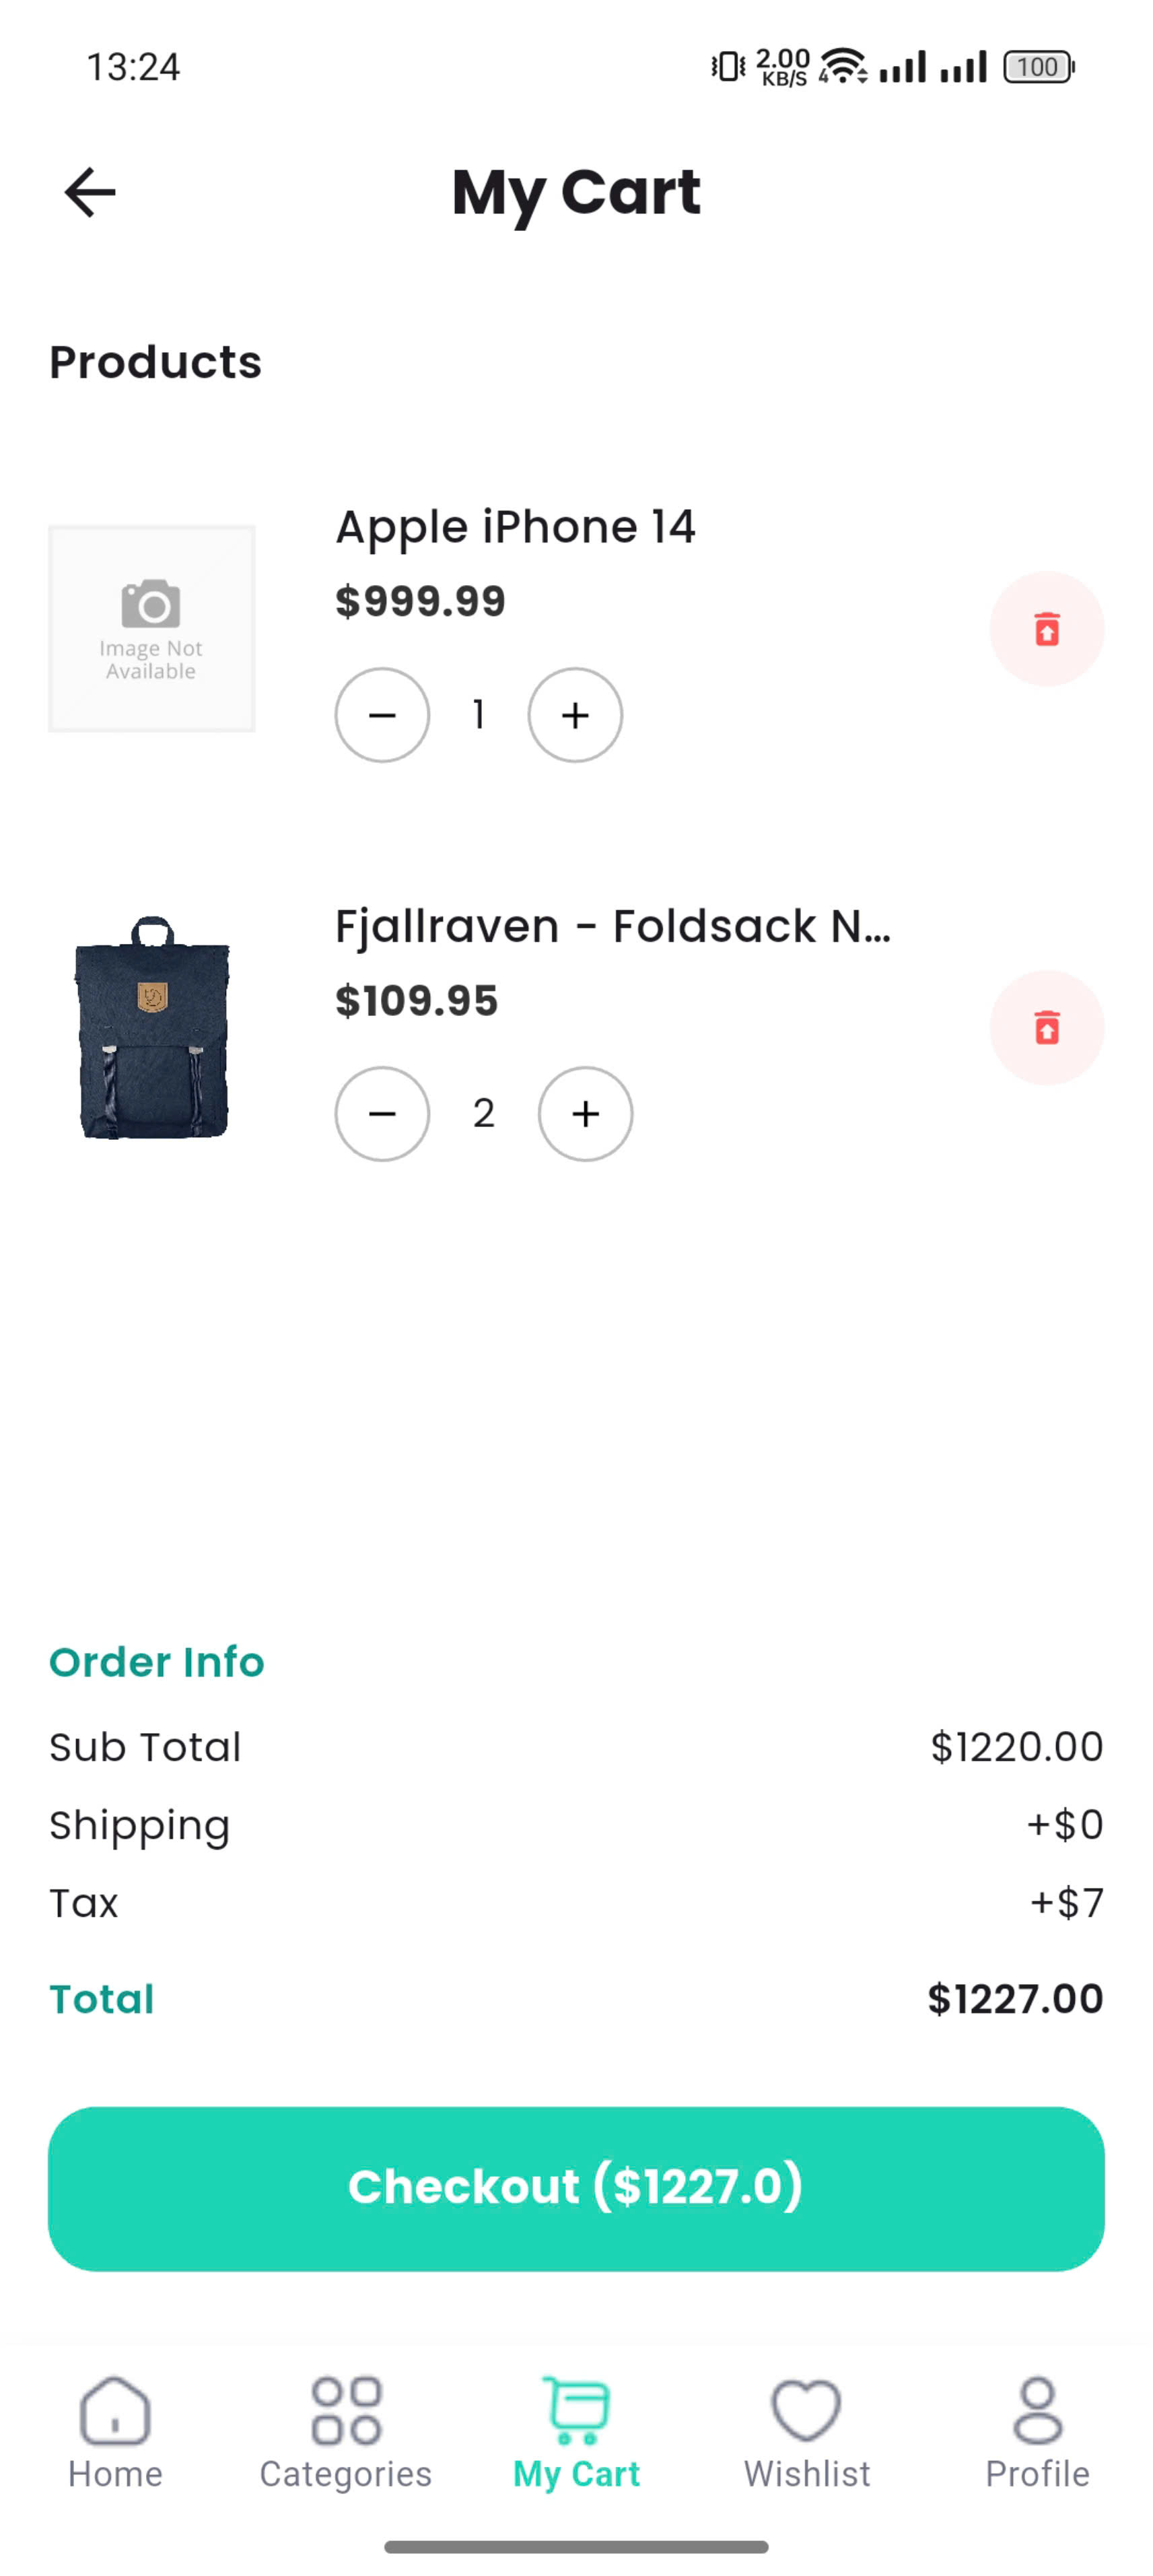 13:24
2.00
KB/S
4
100
My Cart
Products
Apple iPhone 14
$999.99
1
Image Not
Available
Fjallraven - Foldsack N...
$109.95
2
Order Info
Sub Total $1220.00
Shipping +$0
Tax +$7
Total $1227.00
Checkout ($1227.0)
Home Categories My Cart Wishlist Profile